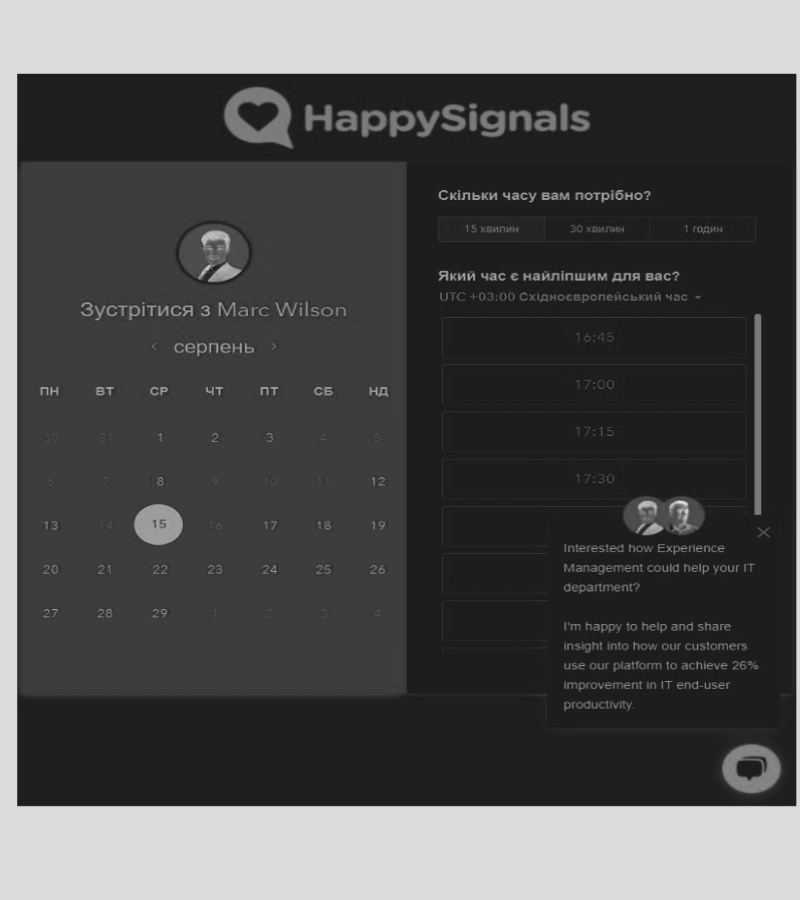 HappySignals
Зустрітися з Marc Wilson
‹ серпень ›
ПН ВТ СР ЧТ ПТ СБ НД
30 31 1 2 3 4 5
6 7 8 9 10 11 12
13 14 15 16 17 18 19
20 21 22 23 24 25 26
27 28 29 1 2 3 4
Скільки часу вам потрібно?
15 хвилин 30 хвилин 1 годин
Який час є найліпшим для вас?
UTC +03:00 Східноєвропейський час
16:45
17:00
17:15
17:30
Interested how Experience
Management could help your IT
department?
I'm happy to help and share
insight into how our customers
use our platform to achieve 26%
improvement in IT end-user
productivity.